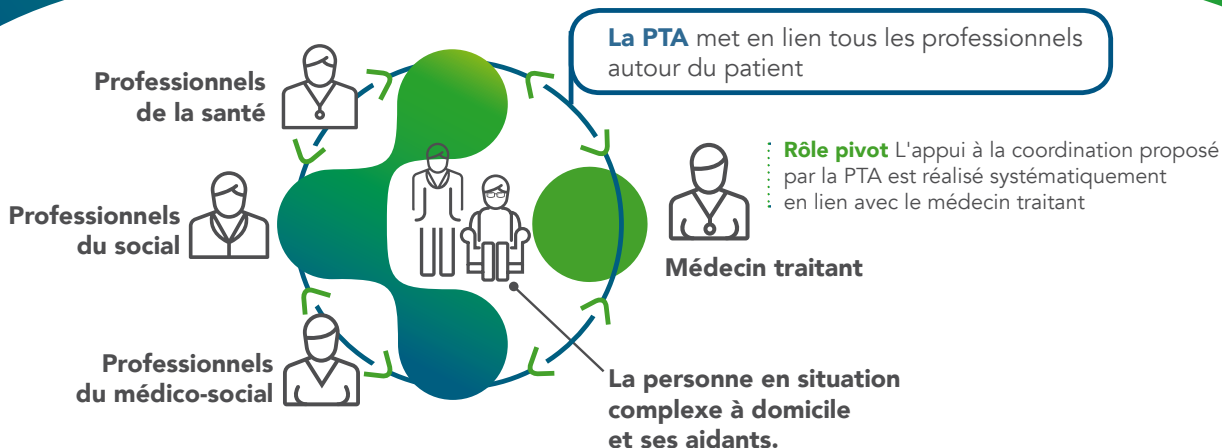 La PTA met en lien tous les professionnels
autour du patient
Professionnels
de la santé
Rôle pivot L'appui à la coordination proposé
par la PTA est réalisé systématiquement
en lien avec le médecin traitant
Professionnels
du social
Médecin traitant
Professionnels
du médico-social
La personne en situation
complexe à domicile
et ses aidants.